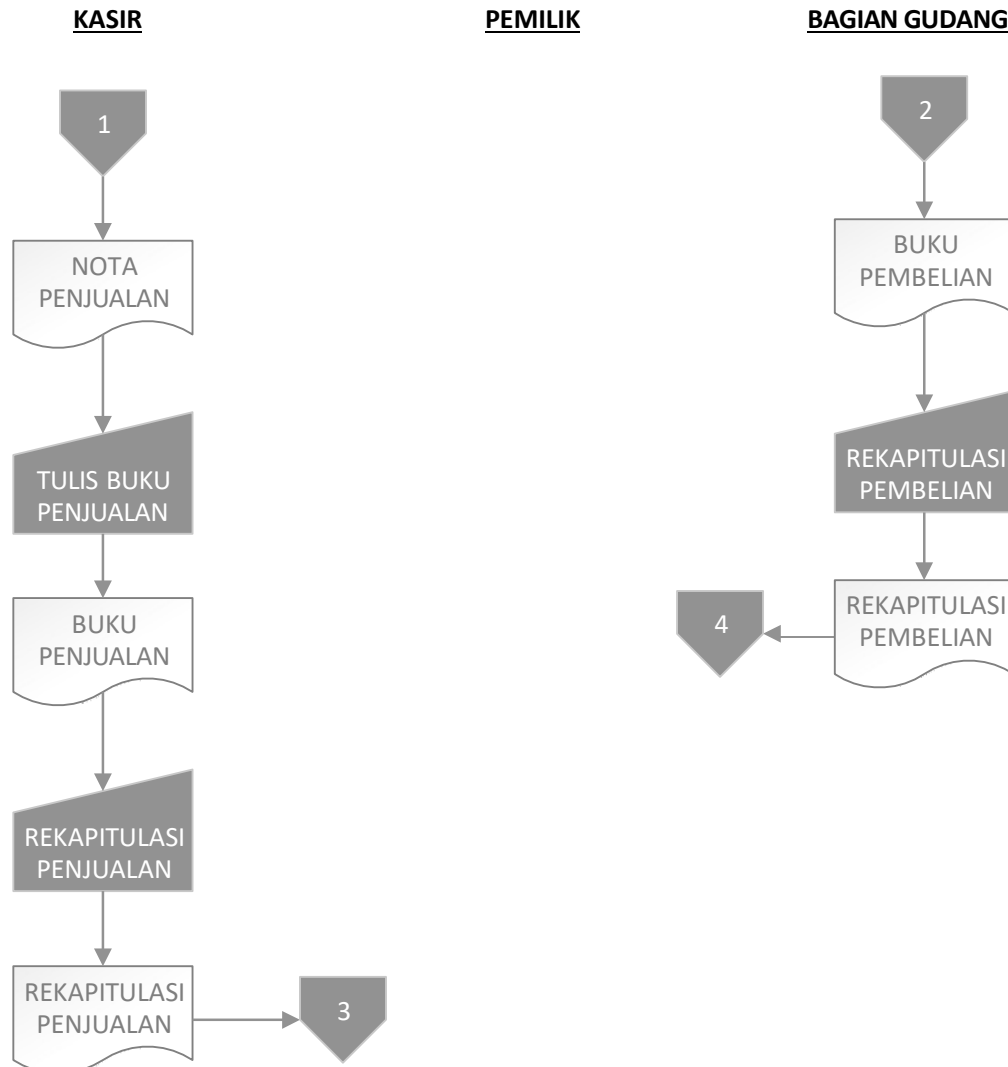 KASIR
PEMILIK
BAGIAN GUDANG
1
2
NOTA
PENJUALAN
BUKU
PEMBELIAN
TULIS BUKU
PENJUALAN
REKAPITULASI
PEMBELIAN
BUKU
PENJUALAN
4
REKAPITULASI
PEMBELIAN
REKAPITULASI
PENJUALAN
REKAPITULASI
PENJUALAN
3